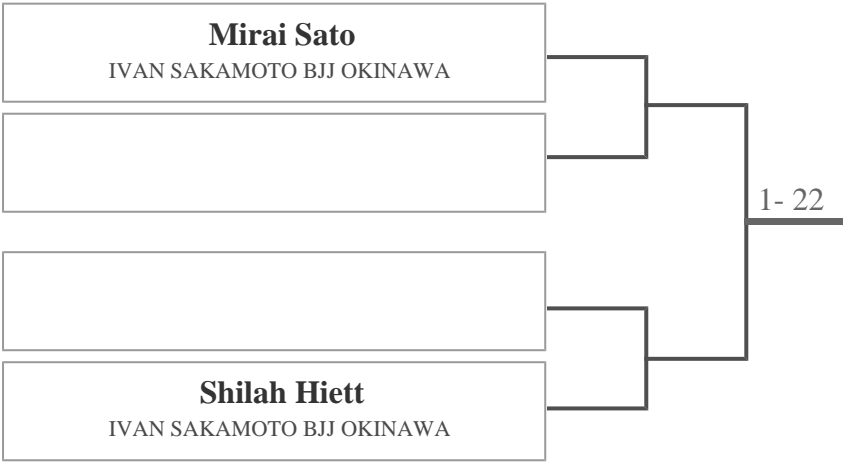 Mirai Sato
IVAN SAKAMOTO BJJ OKINAWA
1- 22
Shilah Hiett
IVAN SAKAMOTO BJJ OKINAWA